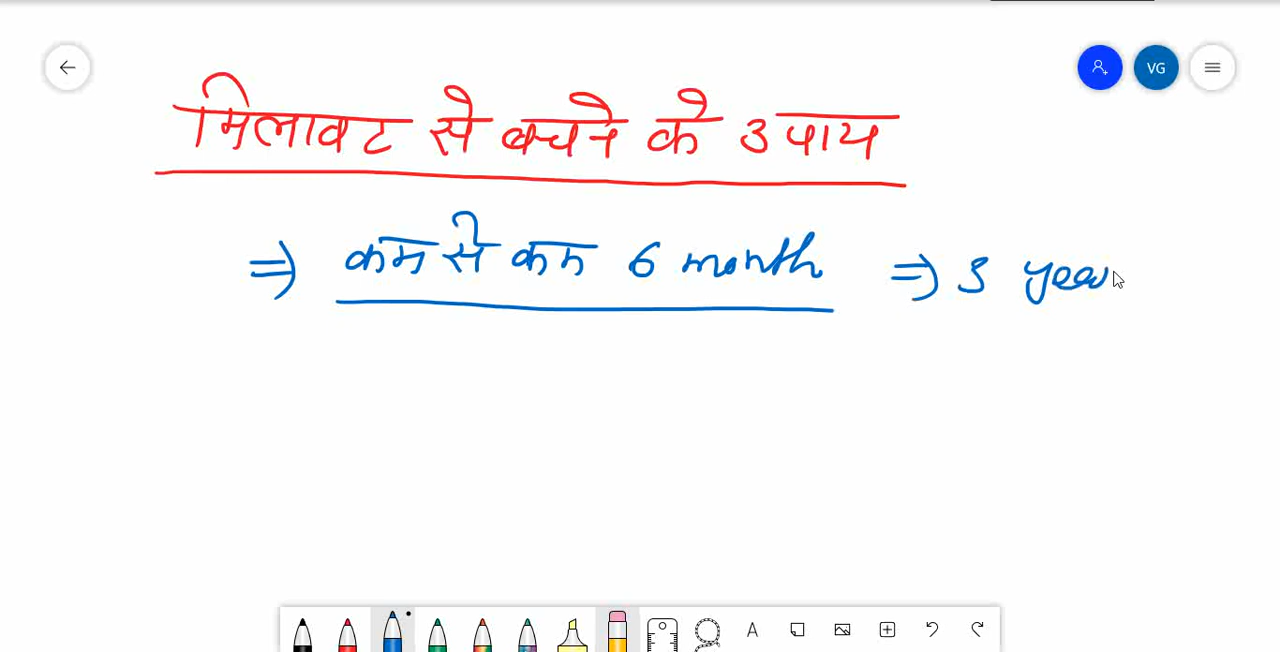 VG
मिलावट से बचने के उपाय
⇒ कम से कम 6 month ⇒ 3 year
A